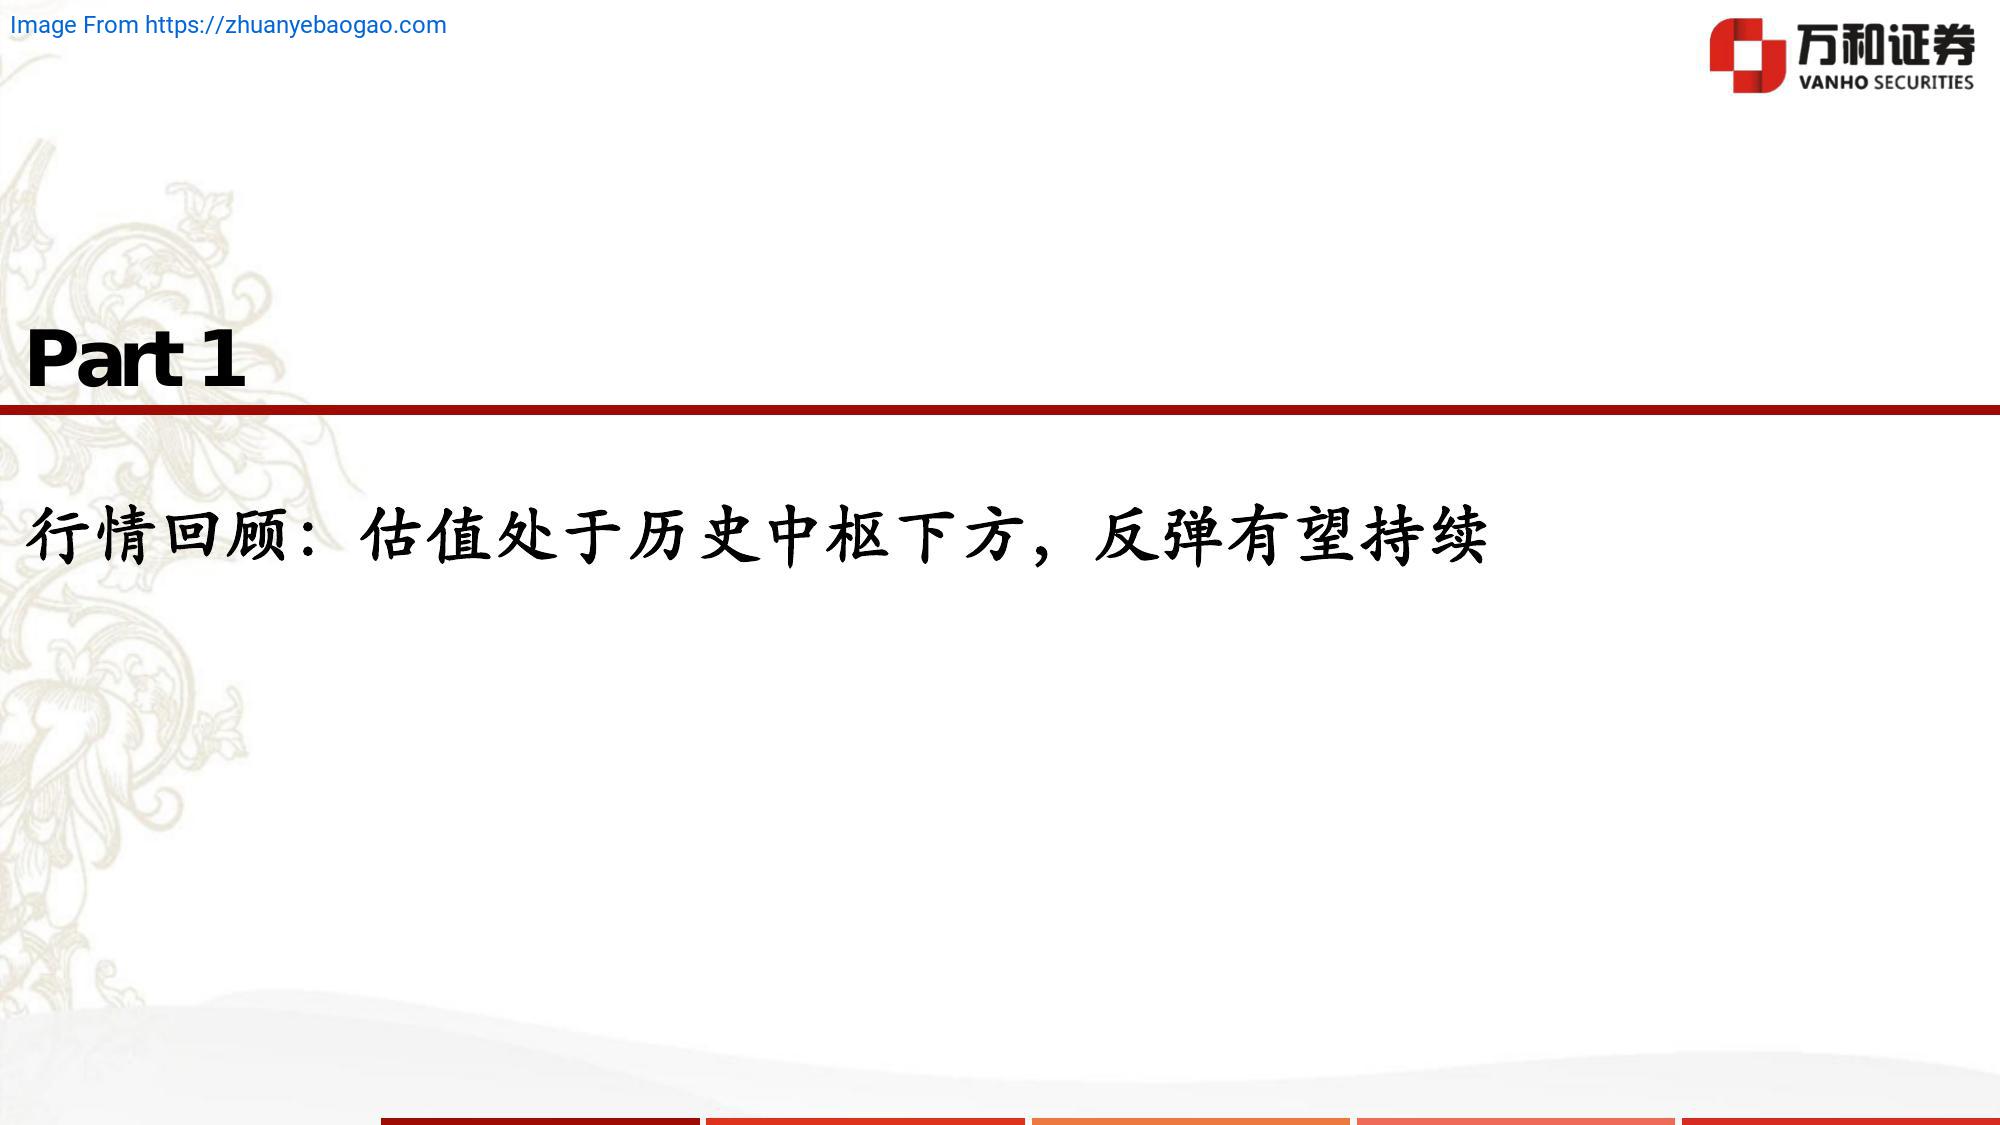 Image From https://zhuanyebaogao.com
万和证券
VANHO SECURITIES
Part 1
行情回顾：估值处于历史中枢下方，反弹有望持续